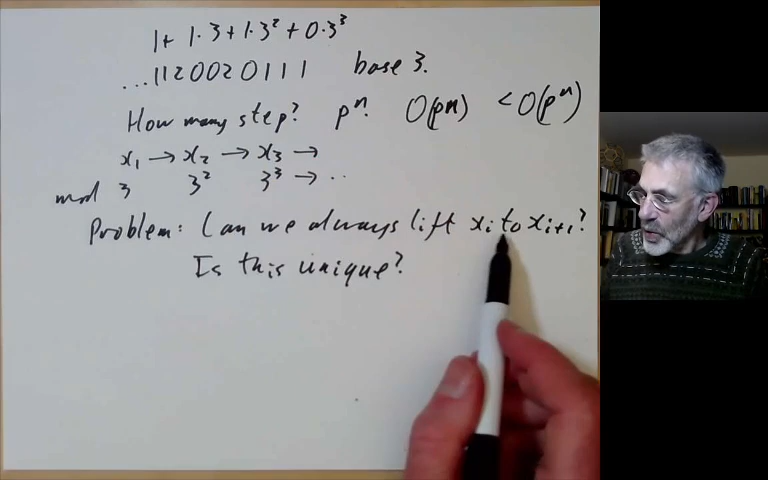 1+ 1·3+1·3² + 0·3³
...1120020111 base 3.
How many step? pⁿ. O(pn) < O(pⁿ)
x₁ → x₂ → x₃ →
mod 3 3² 3³ → ..
Problem: Can we always lift xᵢ to xᵢ₊₁?
Is this unique?